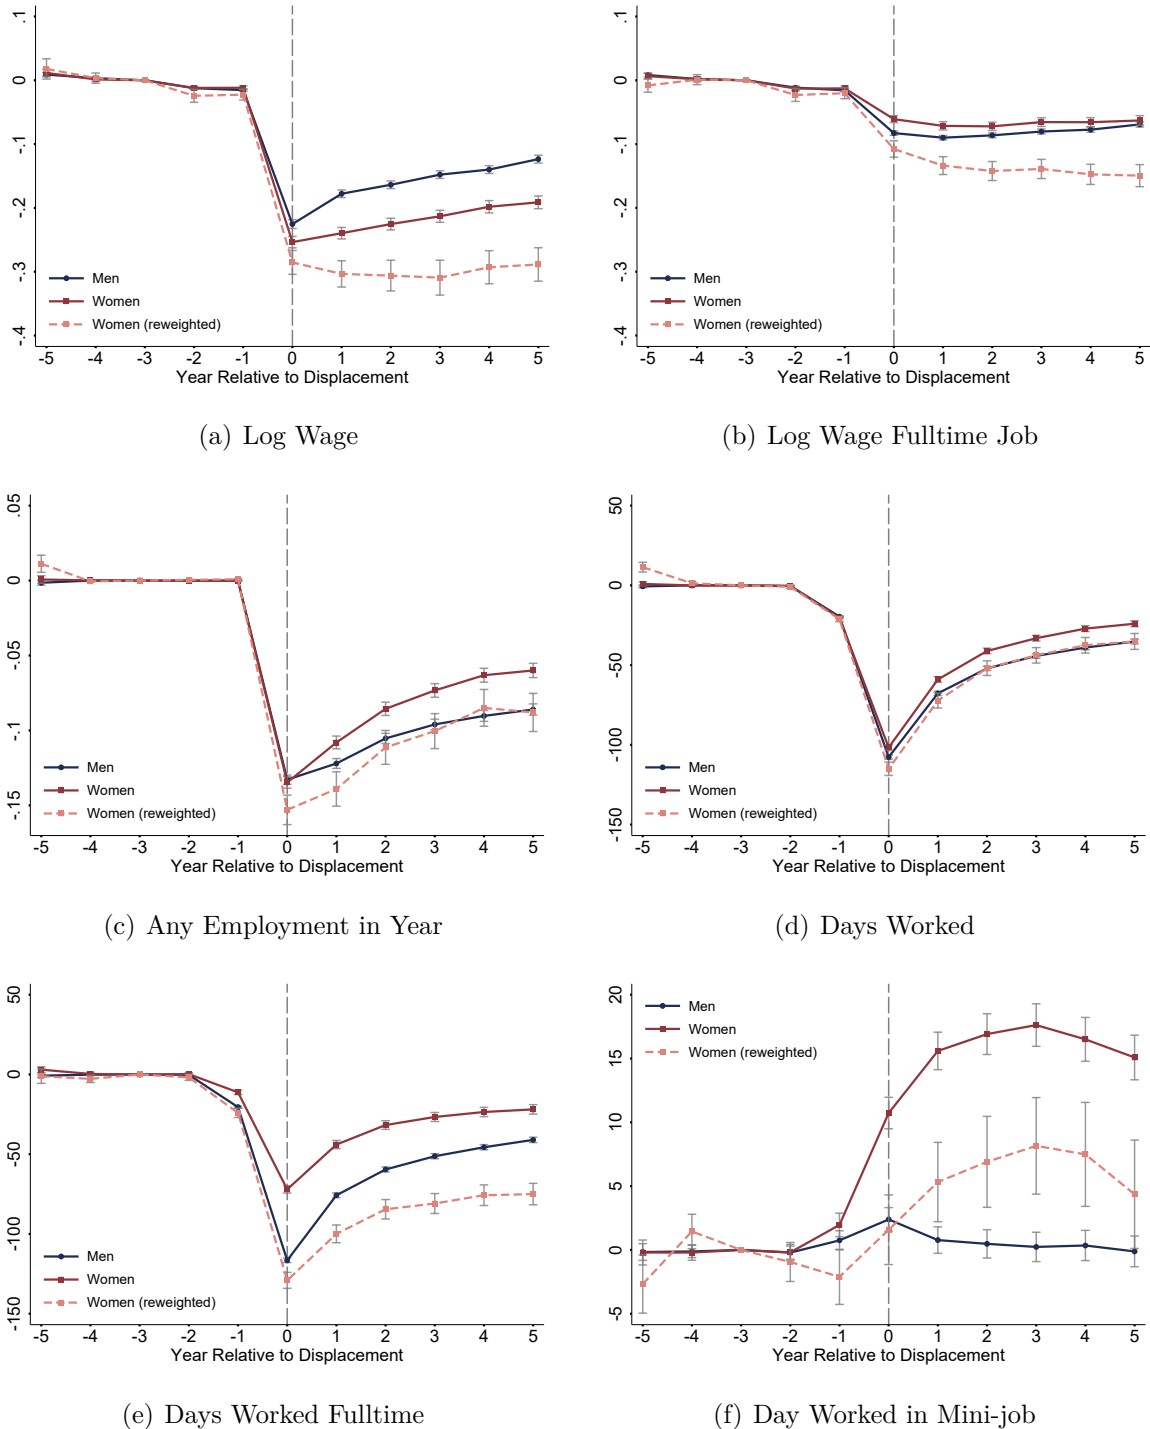 .1
0
-.1
-.2
-.3
-.4
Men
Women
Women (reweighted)
-5 -4 -3 -2 -1 0 1 2 3 4 5
Year Relative to Displacement
(a) Log Wage
.1
0
-.1
-.2
-.3
-.4
Men
Women
Women (reweighted)
-5 -4 -3 -2 -1 0 1 2 3 4 5
Year Relative to Displacement
(b) Log Wage Fulltime Job
.05
0
-.05
-.1
-.15
Men
Women
Women (reweighted)
-5 -4 -3 -2 -1 0 1 2 3 4 5
Year Relative to Displacement
(c) Any Employment in Year
50
0
-50
-100
-150
Men
Women
Women (reweighted)
-5 -4 -3 -2 -1 0 1 2 3 4 5
Year Relative to Displacement
(d) Days Worked
50
0
-50
-100
-150
Men
Women
Women (reweighted)
-5 -4 -3 -2 -1 0 1 2 3 4 5
Year Relative to Displacement
(e) Days Worked Fulltime
20
15
10
5
0
-5
Men
Women
Women (reweighted)
-5 -4 -3 -2 -1 0 1 2 3 4 5
Year Relative to Displacement
(f) Day Worked in Mini-job